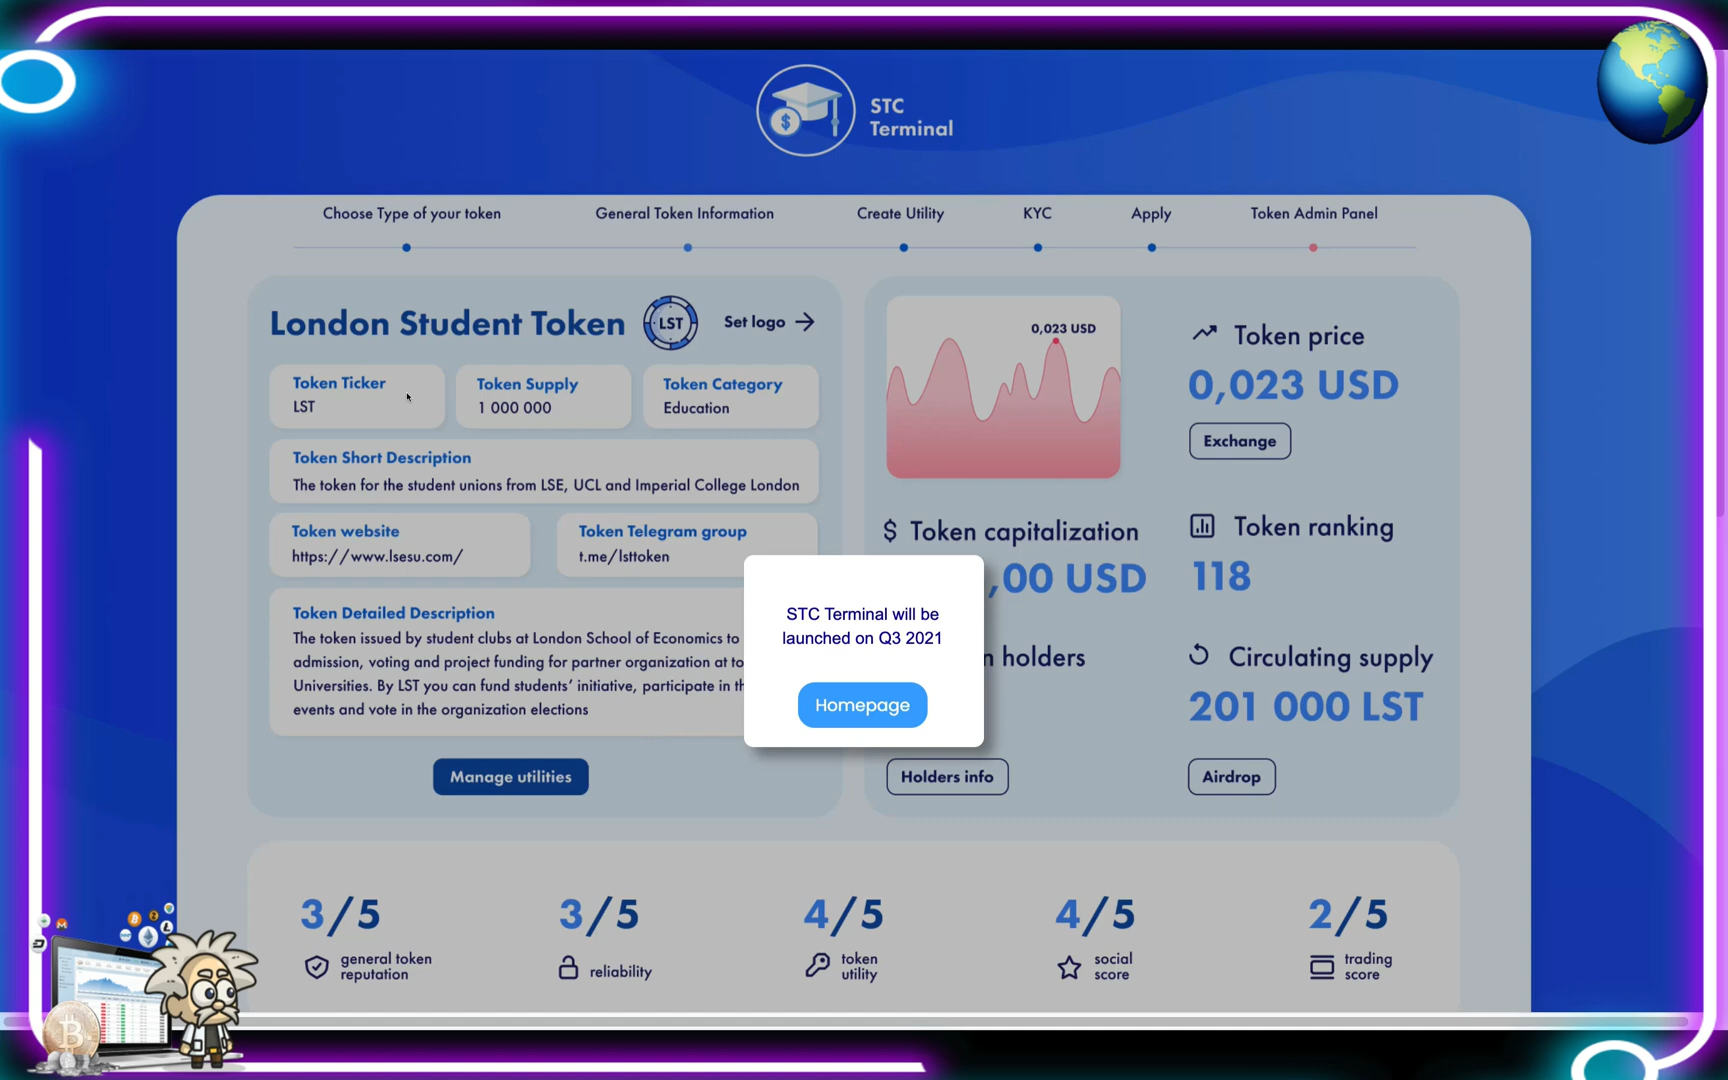 STC
Terminal
Choose Type of your token
General Token Information
Create Utility
KYC
Apply
Token Admin Panel
London Student Token
LST
Set logo
Token Ticker
LST
Token Supply
1 000 000
Token Category
Education
Token Short Description
The token for the student unions from LSE, UCL and Imperial College London
Token website
https://www.lsesu.com/
Token Telegram group
t.me/lsttoken
Token Detailed Description
The token issued by student clubs at London School of Economics to
admission, voting and project funding for partner organization at
Universities. By LST you can fund students' initiative, participate in
events and vote in the organization elections
Manage utilities
0,023 USD
Token price
0,023 USD
Exchange
$ Token capitalization
,00 USD
Token ranking
118
holders
Holders info
Circulating supply
201 000 LST
Airdrop
STC Terminal will be
launched on Q3 2021
Homepage
3/5
general token
reputation
3/5
reliability
4/5
token
utility
4/5
social
score
2/5
trading
score